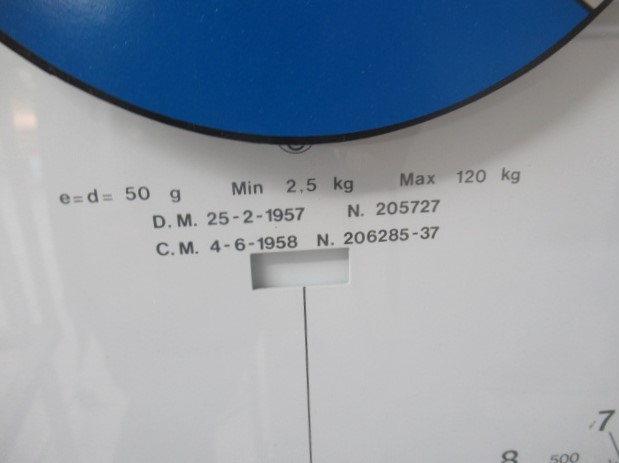 e=d= 50 g Min 2,5 kg Max 120 kg
D.M. 25-2-1957 N. 205727
C.M. 4-6-1958 N. 206285-37
7
8 500